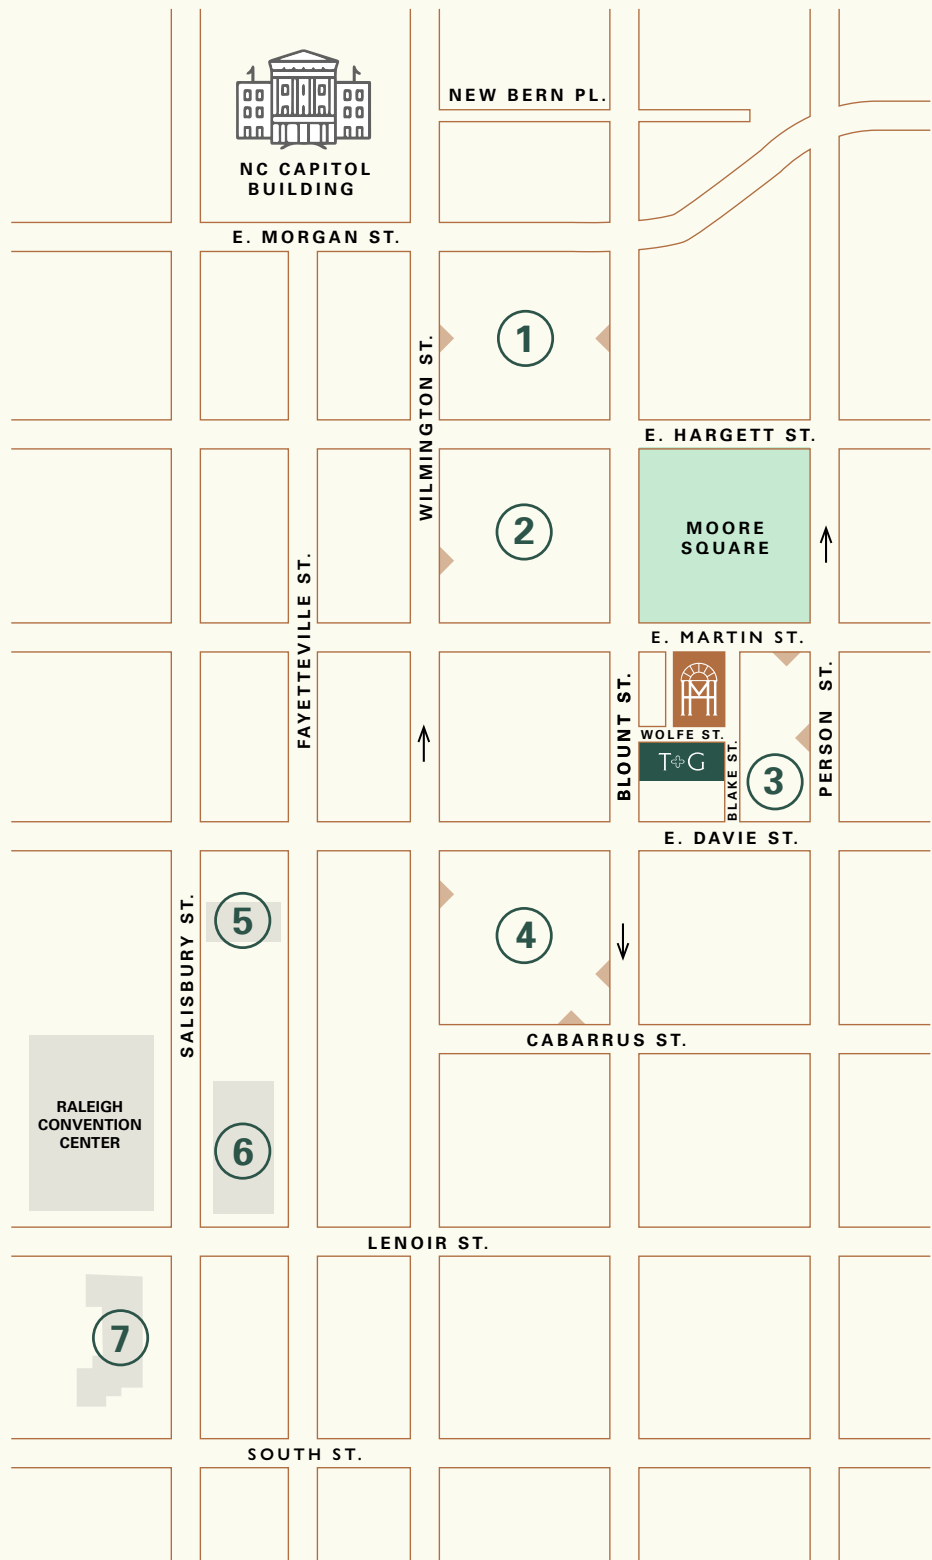 NEW BERN PL.
NC CAPITOL
BUILDING
E. MORGAN ST.
1
WILMINGTON ST.
E. HARGETT ST.
2
MOORE
SQUARE
FAYETTEVILLE ST.
E. MARTIN ST.
BLOUNT ST.
PERSON ST.
WOLFE ST.
T+G
BLAKE ST.
3
E. DAVIE ST.
SALISBURY ST.
5
4
CABARRUS ST.
RALEIGH
CONVENTION
CENTER
6
LENOIR ST.
7
SOUTH ST.